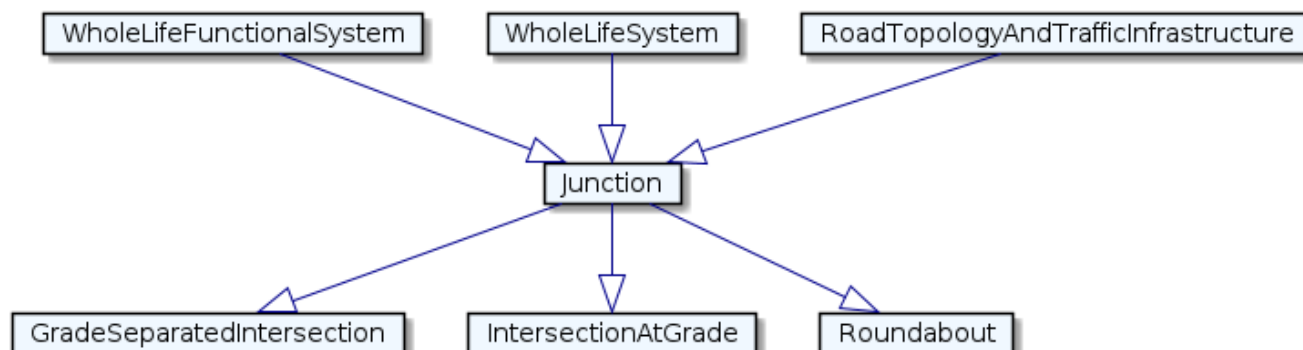 WholeLifeFunctionalSystem
WholeLifeSystem
RoadTopologyAndTrafficInfrastructure
Junction
GradeSeparatedIntersection
IntersectionAtGrade
Roundabout